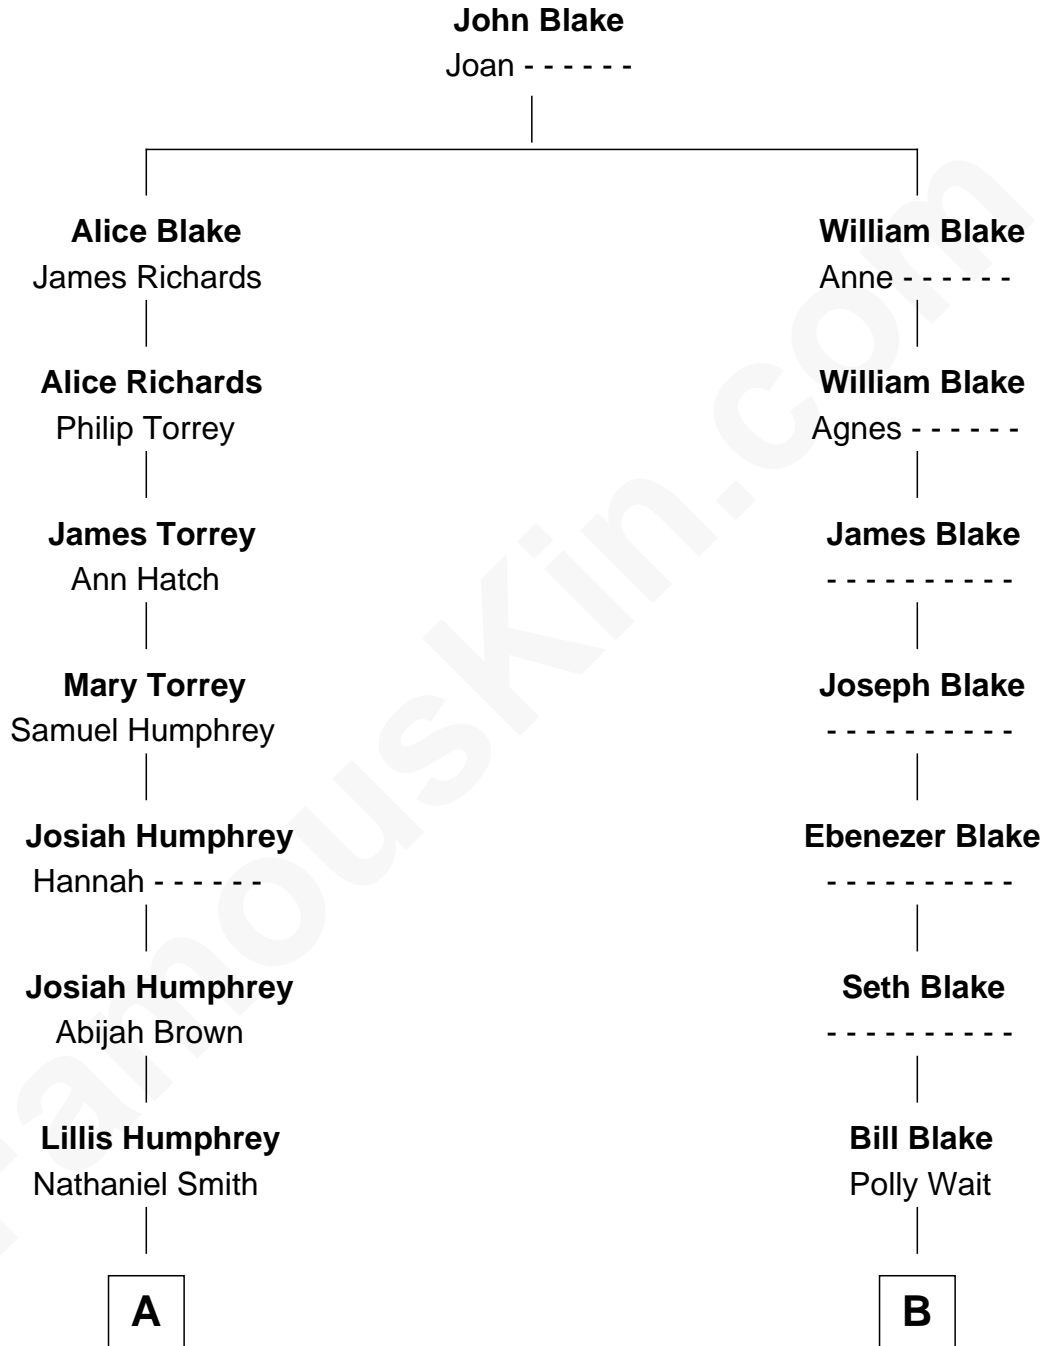 John Blake
Joan - - - - - -
Alice Blake
James Richards
William Blake
Anne - - - - - -
Alice Richards
Philip Torrey
William Blake
Agnes - - - - - -
James Torrey
Ann Hatch
James Blake
- - - - - - - - - -
Mary Torrey
Samuel Humphrey
Joseph Blake
- - - - - - - - - -
Josiah Humphrey
Hannah - - - - - -
Ebenezer Blake
- - - - - - - - - -
Josiah Humphrey
Abijah Brown
Seth Blake
- - - - - - - - - -
Lillis Humphrey
Nathaniel Smith
Bill Blake
Polly Wait
A
B
FamousKin.com